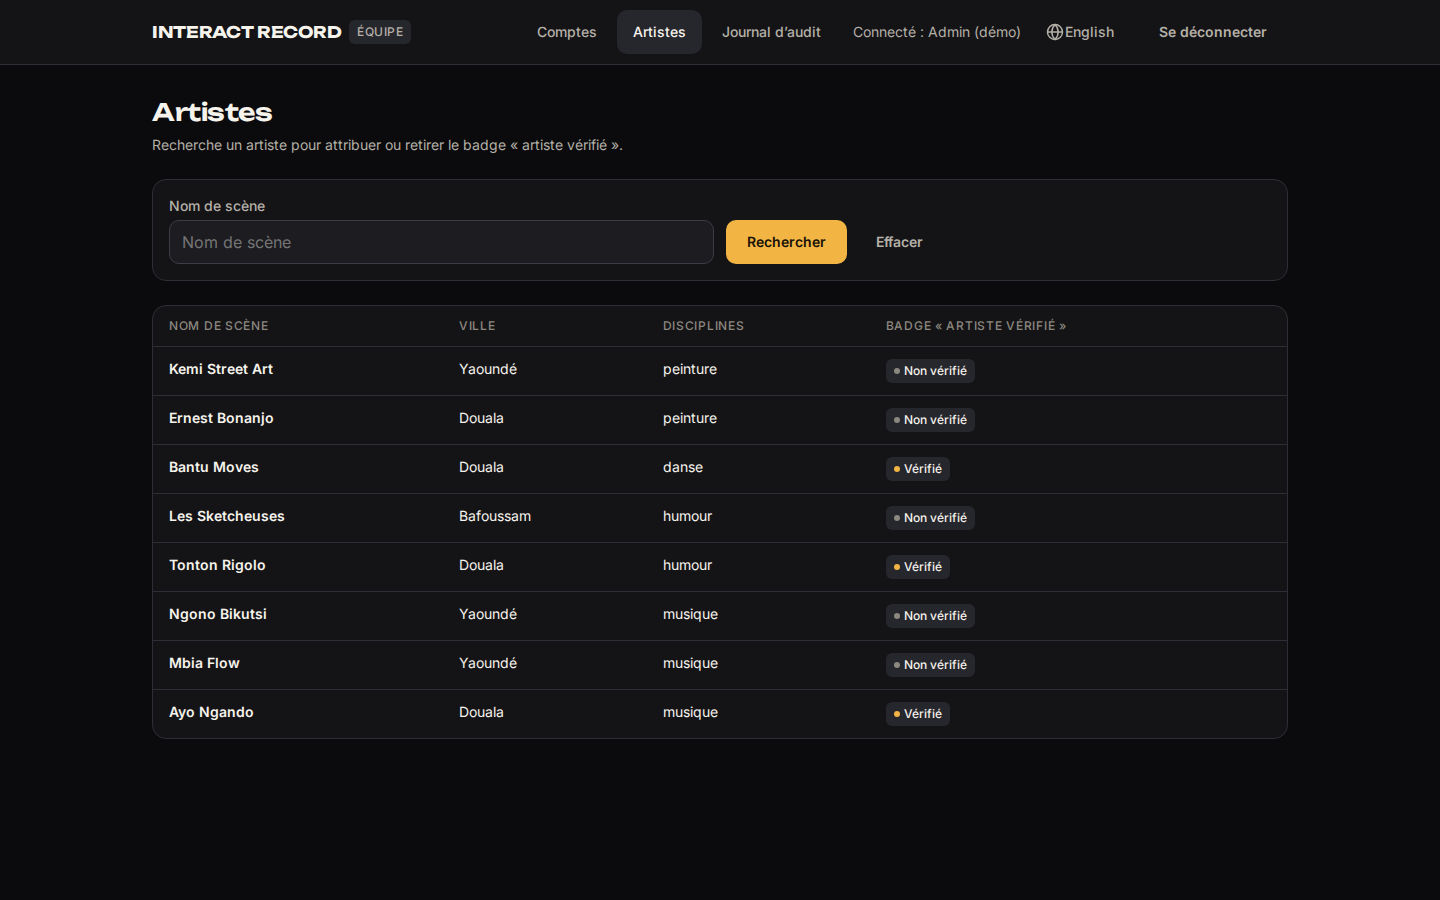 INTERACT RECORD ÉQUIPE Comptes Artistes Journal d’audit Connecté : Admin (démo) English Se déconnecter
Artistes
Recherche un artiste pour attribuer ou retirer le badge « artiste vérifié ».
Nom de scène
Nom de scène Rechercher Effacer
NOM DE SCÈNE VILLE DISCIPLINES BADGE « ARTISTE VÉRIFIÉ »
Kemi Street Art Yaoundé peinture Non vérifié
Ernest Bonanjo Douala peinture Non vérifié
Bantu Moves Douala danse Vérifié
Les Sketcheuses Bafoussam humour Non vérifié
Tonton Rigolo Douala humour Vérifié
Ngono Bikutsi Yaoundé musique Non vérifié
Mbia Flow Yaoundé musique Non vérifié
Ayo Ngando Douala musique Vérifié